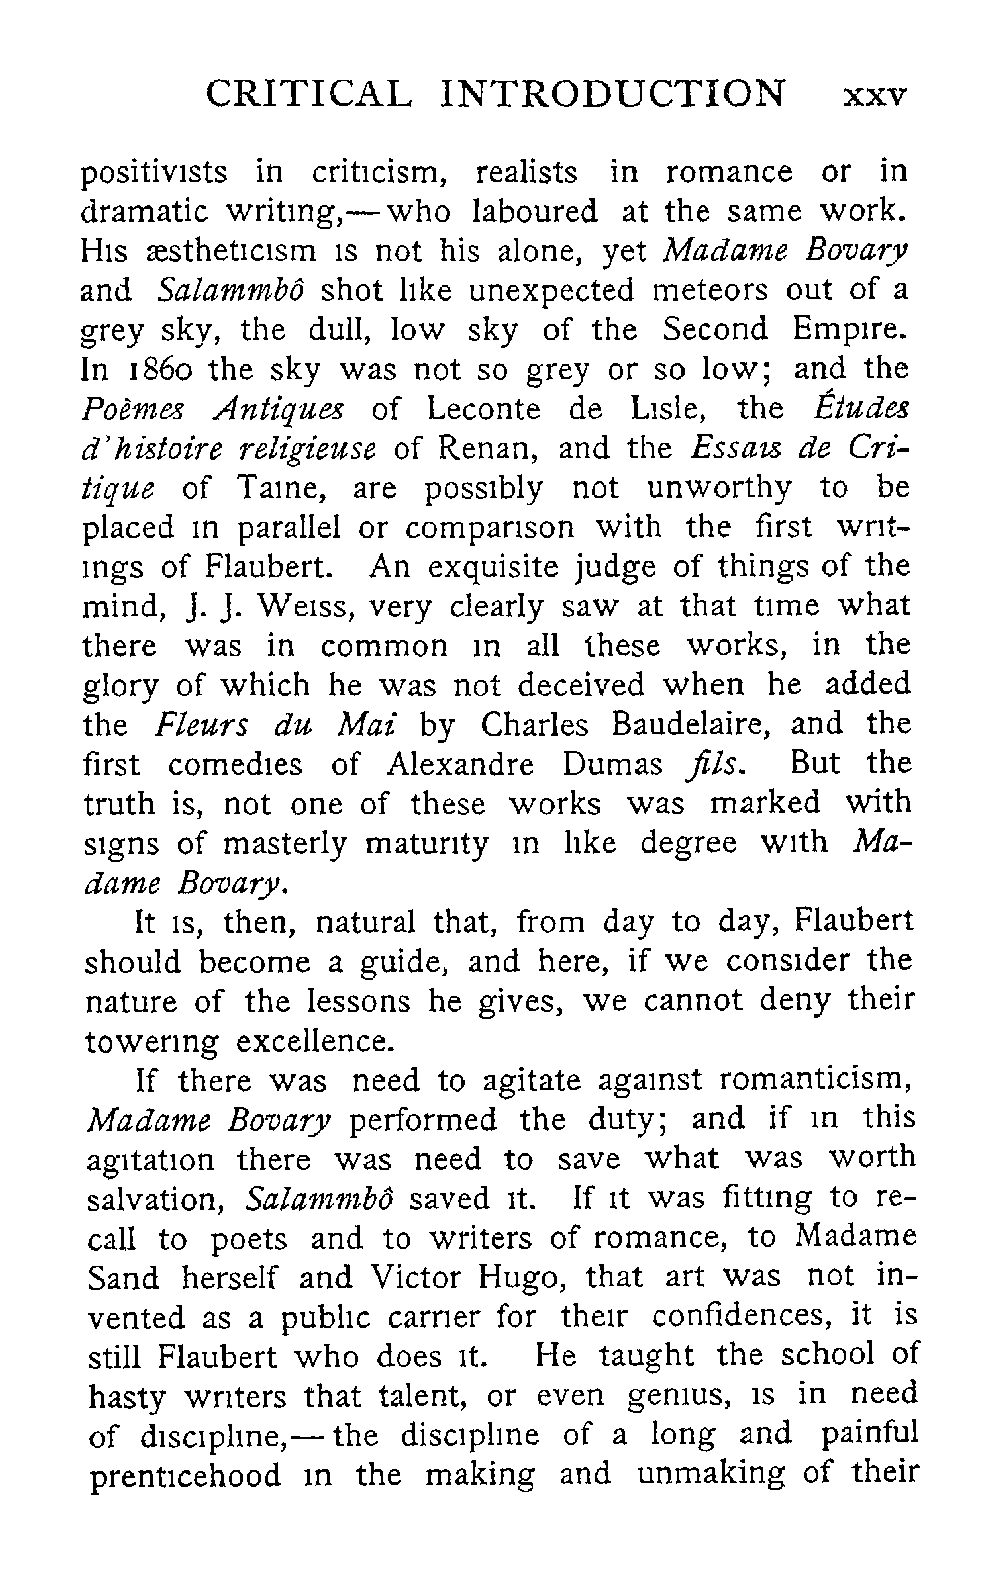 CRITICAL INTRODUCTION xxv
positivists in criticism, realists in romance or in
dramatic writing,—who laboured at the same work.
His æstheticism is not his alone, yet Madame Bovary
and Salammbô shot like unexpected meteors out of a
grey sky, the dull, low sky of the Second Empire.
In 1860 the sky was not so grey or so low; and the
Poèmes Antiques of Leconte de Lisle, the Études
d'histoire religieuse of Renan, and the Essais de Cri-
tique of Taine, are possibly not unworthy to be
placed in parallel or comparison with the first writ-
ings of Flaubert. An exquisite judge of things of the
mind, J. J. Weiss, very clearly saw at that time what
there was in common in all these works, in the
glory of which he was not deceived when he added
the Fleurs du Mal by Charles Baudelaire, and the
first comedies of Alexandre Dumas fils. But the
truth is, not one of these works was marked with
signs of masterly maturity in like degree with Ma-
dame Bovary.
It is, then, natural that, from day to day, Flaubert
should become a guide, and here, if we consider the
nature of the lessons he gives, we cannot deny their
towering excellence.
If there was need to agitate against romanticism,
Madame Bovary performed the duty; and if in this
agitation there was need to save what was worth
salvation, Salammbô saved it. If it was fitting to re-
call to poets and to writers of romance, to Madame
Sand herself and Victor Hugo, that art was not in-
vented as a public carrier for their confidences, it is
still Flaubert who does it. He taught the school of
hasty writers that talent, or even genius, is in need
of discipline,—the discipline of a long and painful
prenticehood in the making and unmaking of their